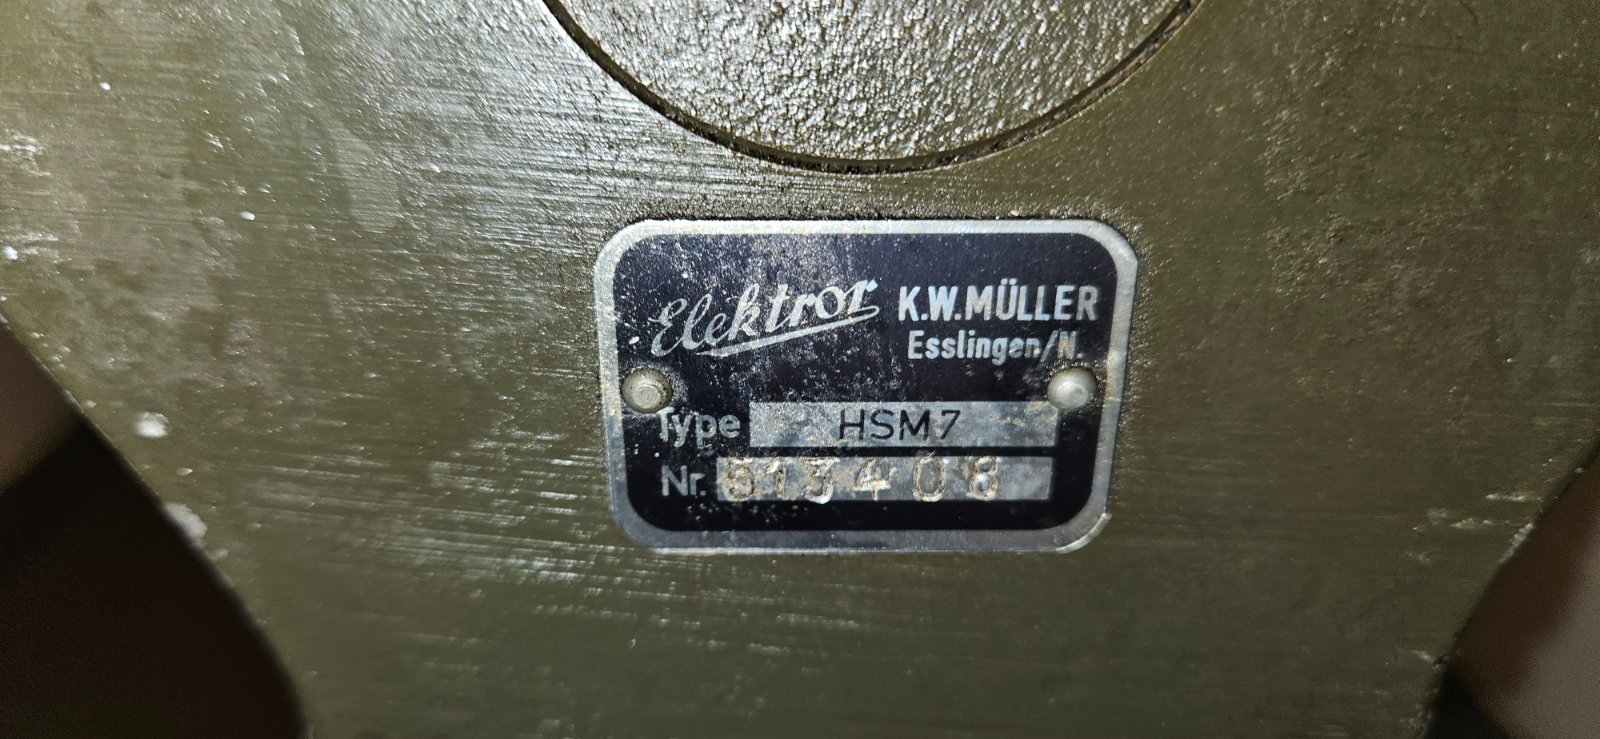 Elektror K.W.MÜLLER
Esslingen/N.
Type HSM7
Nr. 513408